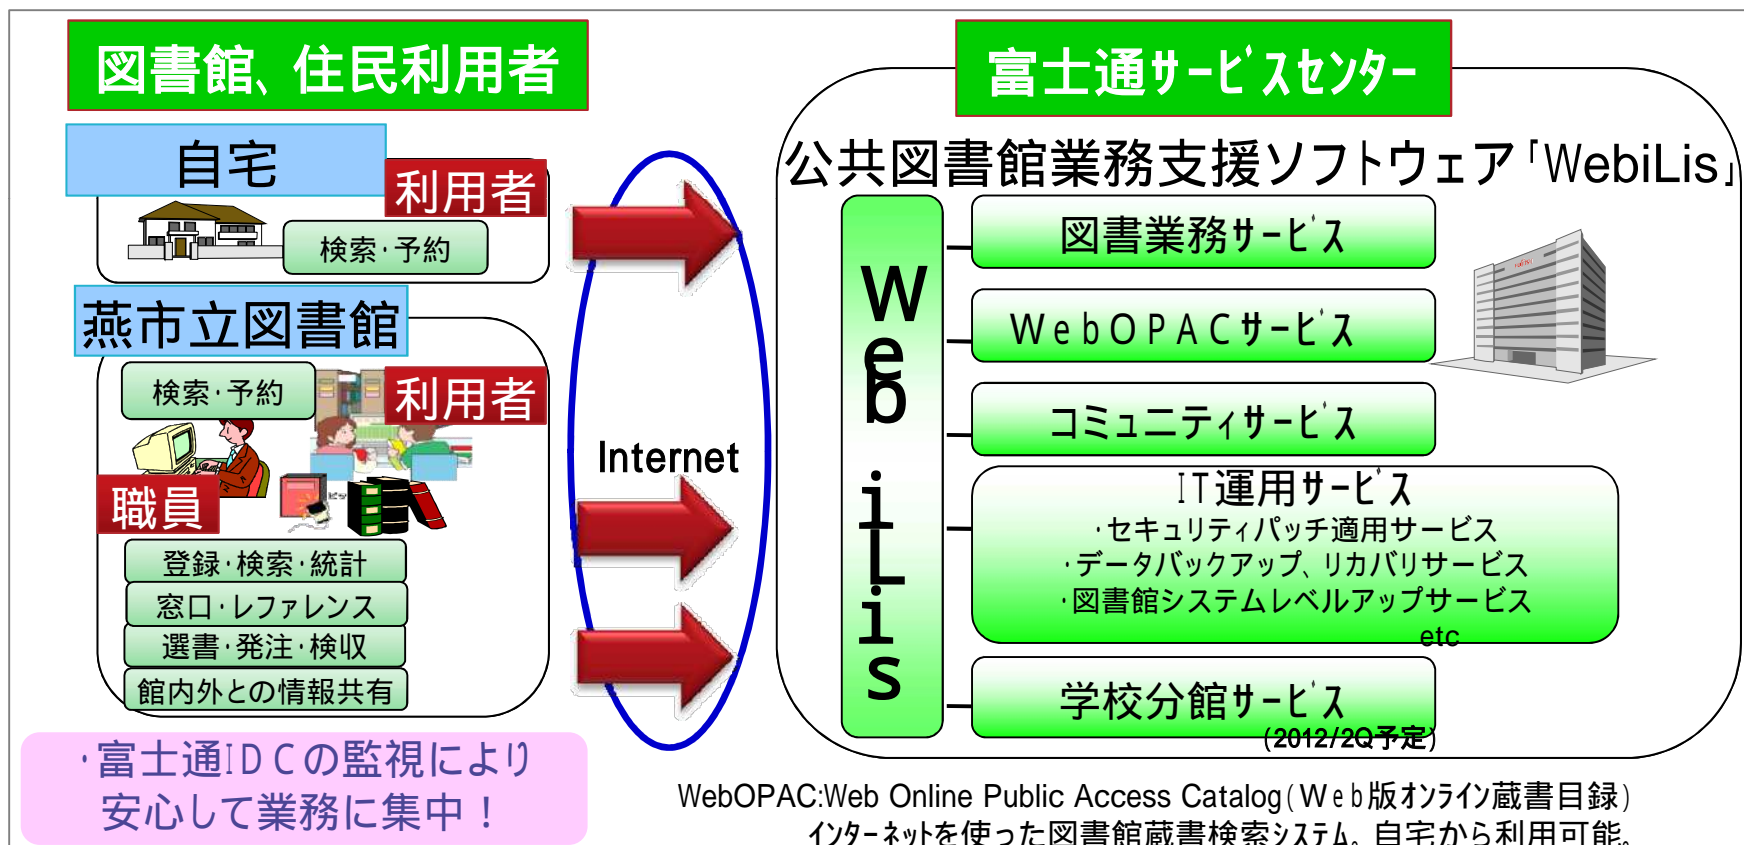 図書館、住民利用者
自宅
利用者
検索・予約
燕市立図書館
検索・予約
利用者
職員
登録・検索・統計
窓口・レファレンス
選書・発注・検収
館内外との情報共有
・富士通IDCの監視により
安心して業務に集中！
Internet
富士通サービスセンター
公共図書館業務支援ソフトウェア「WebiLis」
WebiLis
図書業務サービス
WebOPACサービス
コミュニティサービス
IT運用サービス
・セキュリティパッチ適用サービス
・データバックアップ、リカバリサービス
・図書館システムレベルアップサービス
etc
学校分館サービス
(2012/2Q予定)
WebOPAC:Web Online Public Access Catalog(Web版オンライン蔵書目録)
インターネットを使った図書館蔵書検索システム。自宅から利用可能。